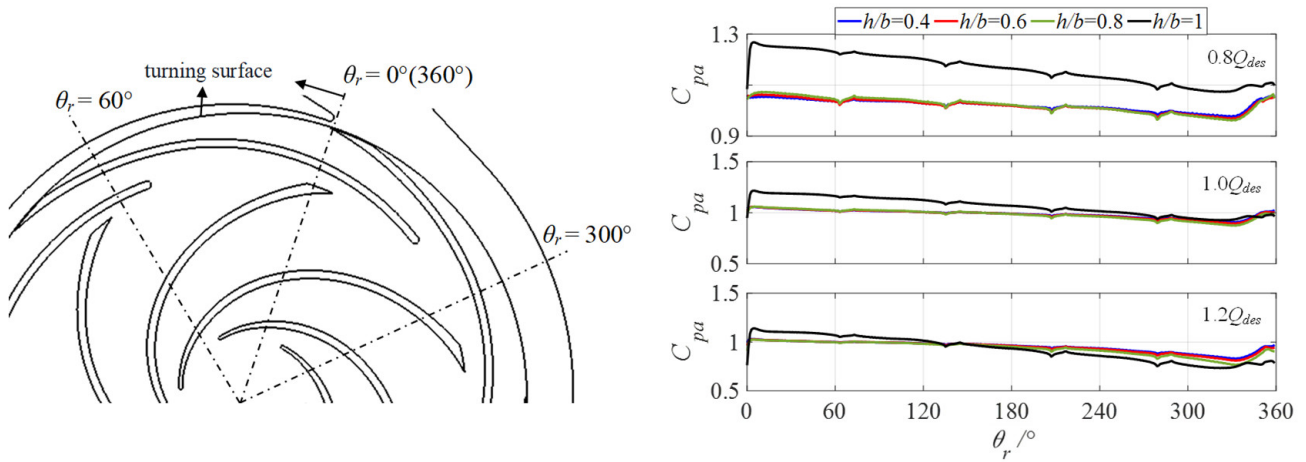 turning surface
θr = 0°(360°)
θr = 60°
θr = 300°
h/b=0.4 h/b=0.6 h/b=0.8 h/b=1
1.3
0.9
Cpa
0.8Qdes
1.5
1
0.5
Cpa
1.0Qdes
1.5
1
0.5
Cpa
1.2Qdes
0 60 120 180 240 300 360
θr /°